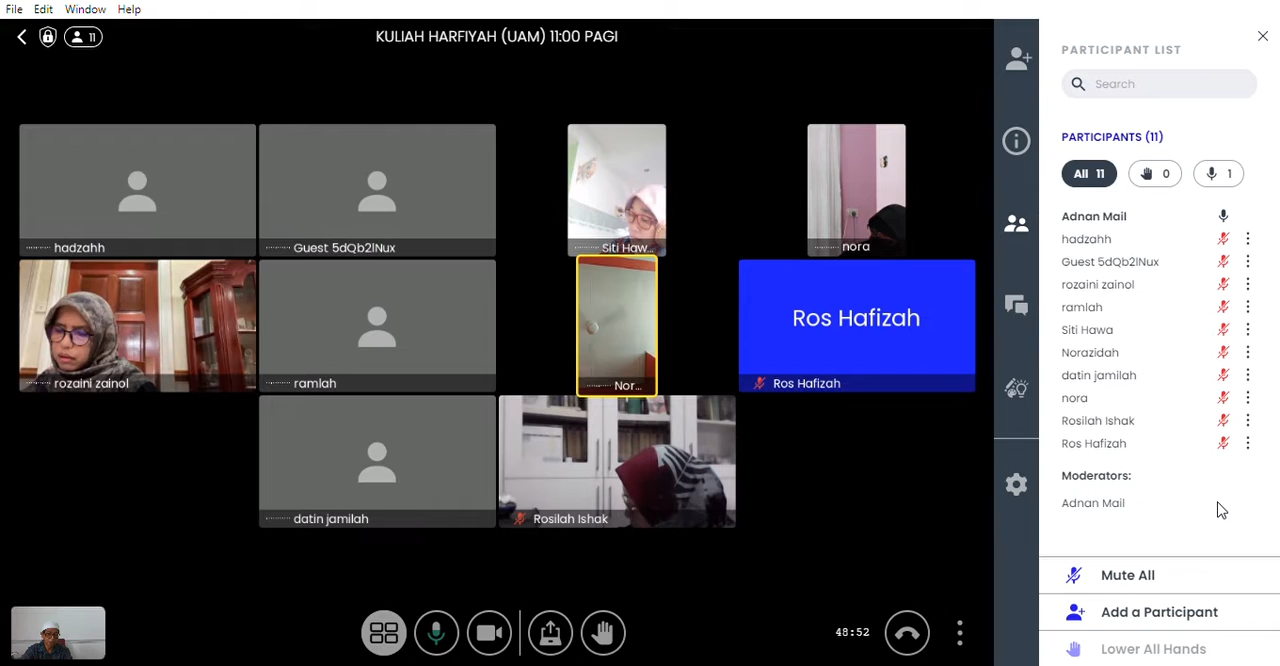 File Edit Window Help
11
KULIAH HARFIYAH (UAM) 11:00 PAGI
hadzahh
Guest 5dQb2lNux
Siti Haw...
nora
rozaini zainol
ramlah
Nor...
Ros Hafizah
Ros Hafizah
datin jamilah
Rosilah Ishak
48:52
PARTICIPANT LIST
Search
PARTICIPANTS (11)
All 11
0
1
Adnan Mail
hadzahh
Guest 5dQb2lNux
rozaini zainol
ramlah
Siti Hawa
Norazidah
datin jamilah
nora
Rosilah Ishak
Ros Hafizah
Moderators:
Adnan Mail
Mute All
Add a Participant
Lower All Hands